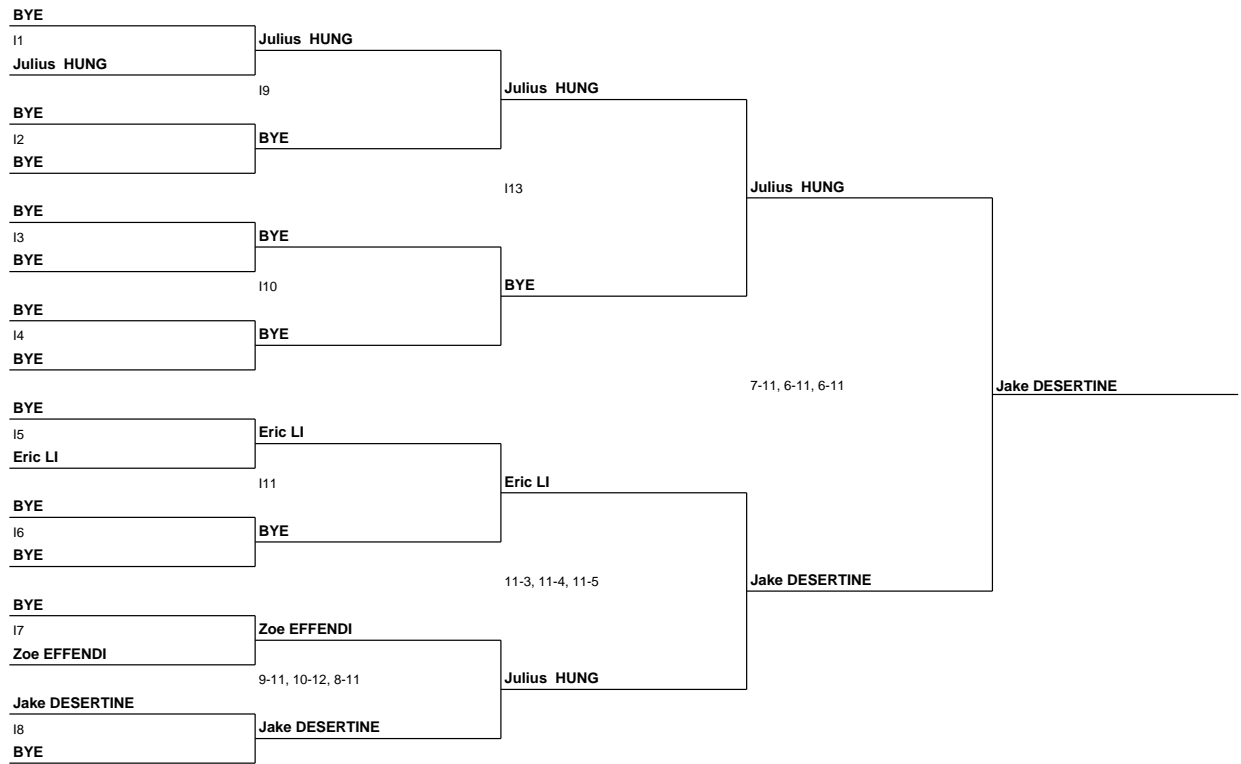 BYE
I1
Julius HUNG
BYE
I2
BYE
BYE
I3
BYE
BYE
I4
BYE
BYE
I5
Eric LI
BYE
I6
BYE
BYE
I7
Zoe EFFENDI
Jake DESERTINE
I8
BYE
Julius HUNG
I9
BYE
BYE
I10
BYE
Eric LI
I11
BYE
Zoe EFFENDI
9-11, 10-12, 8-11
Jake DESERTINE
Julius HUNG
I13
BYE
Eric LI
11-3, 11-4, 11-5
Julius HUNG
Julius HUNG
7-11, 6-11, 6-11
Jake DESERTINE
Jake DESERTINE